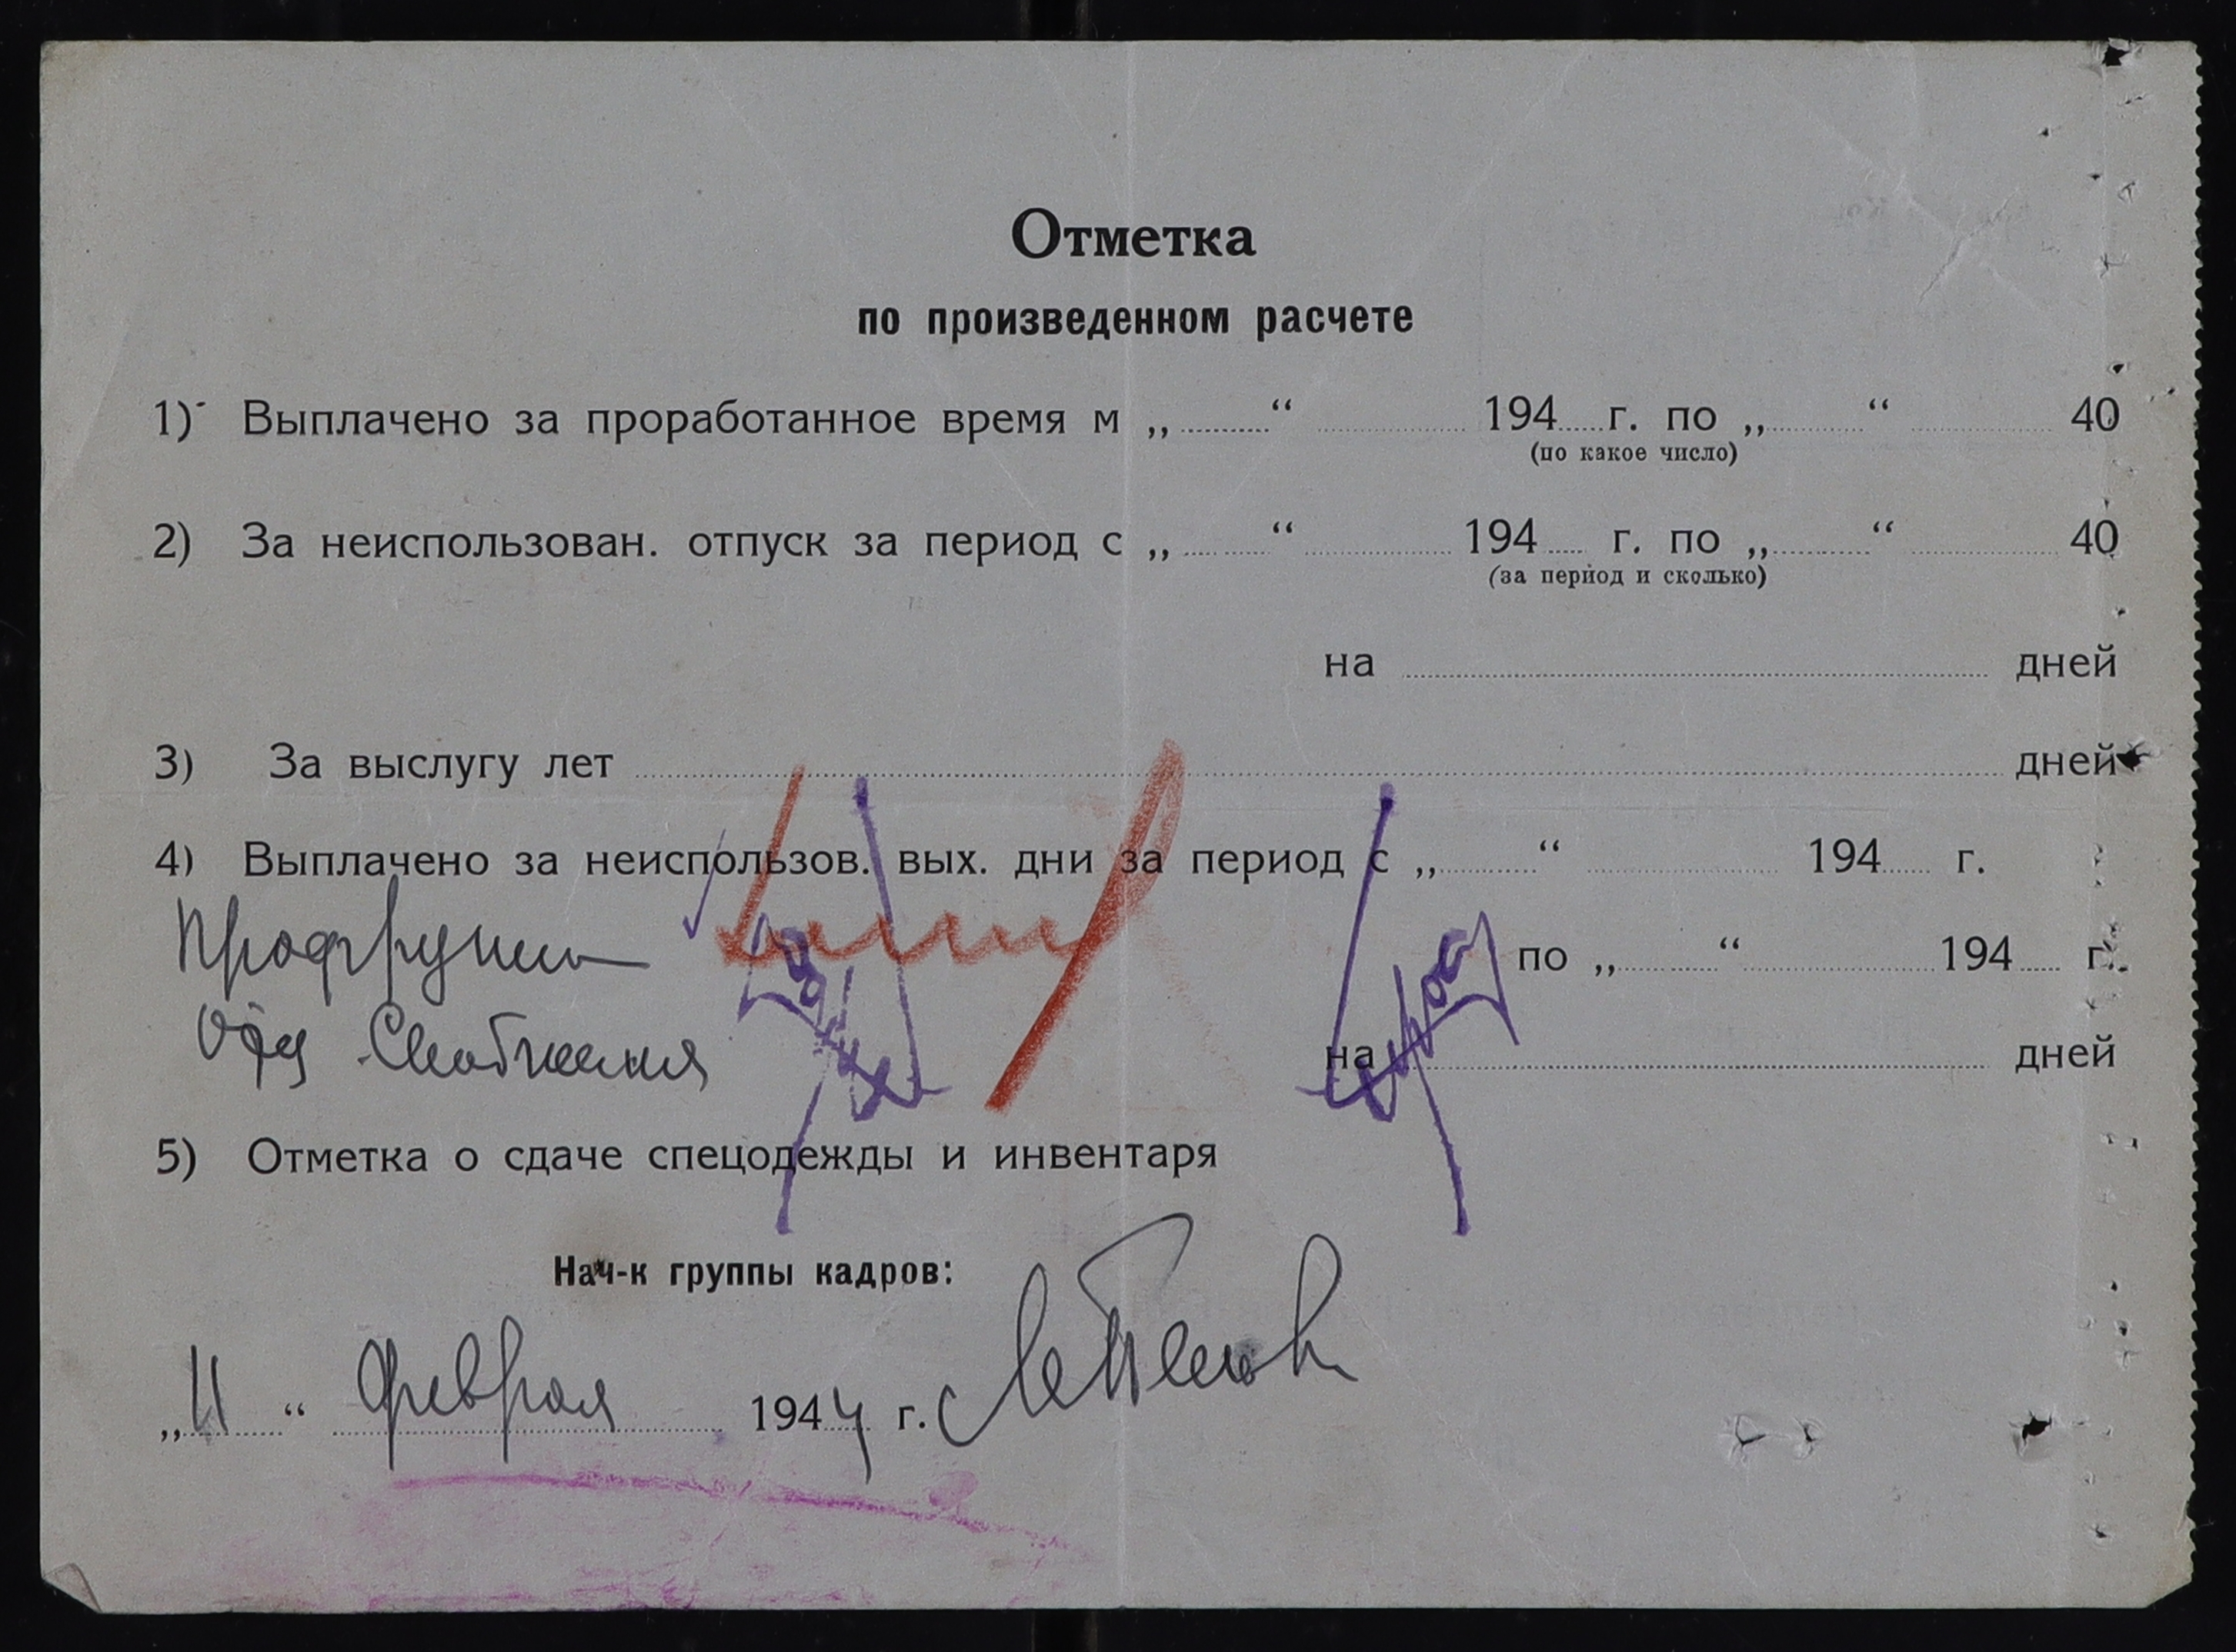 Отметка
по произведенном расчете
1) Выплачено за проработанное время м „......“ ............ 194....г. по „......“ ............ 40
(по какое число)
2) За неиспользован. отпуск за период с „......“ ............ 194.... г. по „......“ ............ 40
(за период и сколько)
на ............ дней
3) За выслугу лет ............ дней
4) Выплачено за неиспользов. вых. дни за период с „......“ ............ 194.... г.
по „......“ ............ 194.... г.
Профгрупп
Отд Снабжения
на ............ дней
5) Отметка о сдаче спецодежды и инвентаря
Нач-к группы кадров:
„11“ февраля 1944 г.